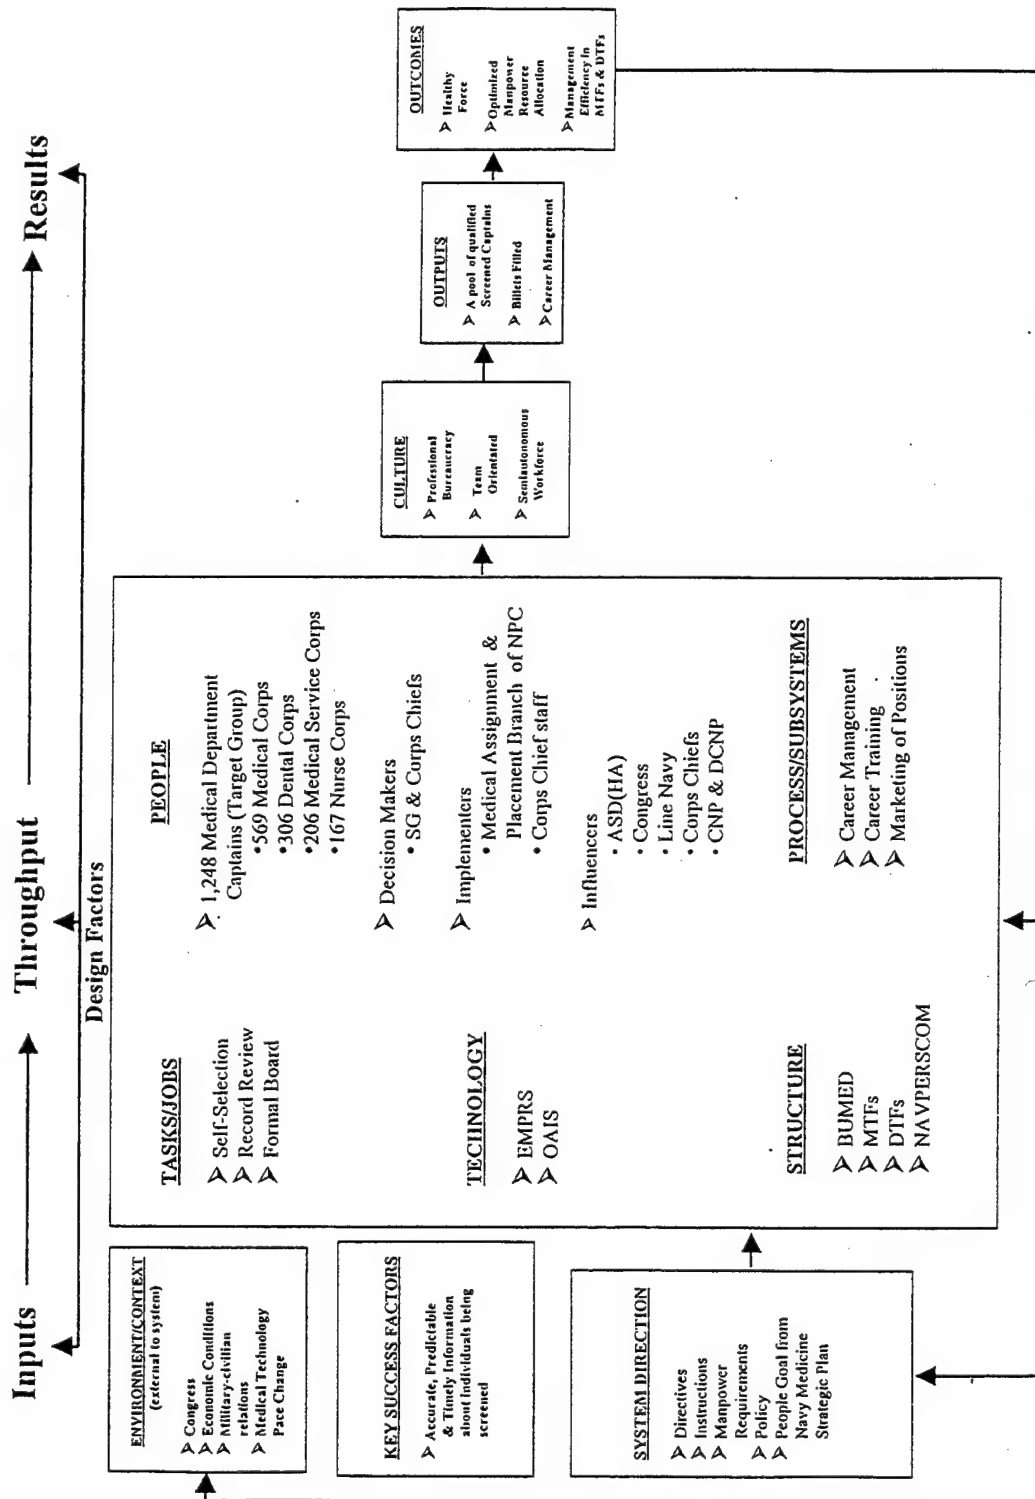 Inputs
Throughput
Results
Design Factors
ENVIRONMENT/CONTEXT
(external to system)
➢ Congress
➢ Economic Conditions
➢ Military-civilian
relations
➢ Medical Technology
Pace Change
KEY SUCCESS FACTORS
➢ Accurate, Predictable
& Timely Information
about Individuals being
screened
SYSTEM DIRECTION
➢ Directives
➢ Instructions
➢ Manpower
Requirements
➢ Policy
➢ People Goal from
Navy Medicine
Strategic Plan
TASKS/JOBS
➢ Self-Selection
➢ Record Review
➢ Formal Board
TECHNOLOGY
➢ EMPRS
➢ OAIS
STRUCTURE
➢ BUMED
➢ MTFs
➢ DTFs
➢ NAVPERSCOM
PEOPLE
➢ 1,248 Medical Department
Captains (Target Group)
•569 Medical Corps
•306 Dental Corps
•206 Medical Service Corps
•167 Nurse Corps
➢ Decision Makers
• SG & Corps Chiefs
➢ Implementers
• Medical Assignment &
Placement Branch of NPC
• Corps Chief staff
➢ Influencers
• ASD(HA)
• Congress
• Line Navy
• Corps Chiefs
• CNP & DCNP
PROCESS/SUBSYSTEMS
➢ Career Management
➢ Career Training
➢ Marketing of Positions
CULTURE
➢ Professional
Bureaucracy
➢ Team
Orientated
➢ Semiautonomous
Workforce
OUTPUTS
➢ A pool of qualified
Screened Captains
➢ Billets Filled
➢ Career Management
OUTCOMES
➢ Healthy
Force
➢Optimized
Manpower
Resource
Allocation
➢ Management
Efficiency in
MTFs & DTFs